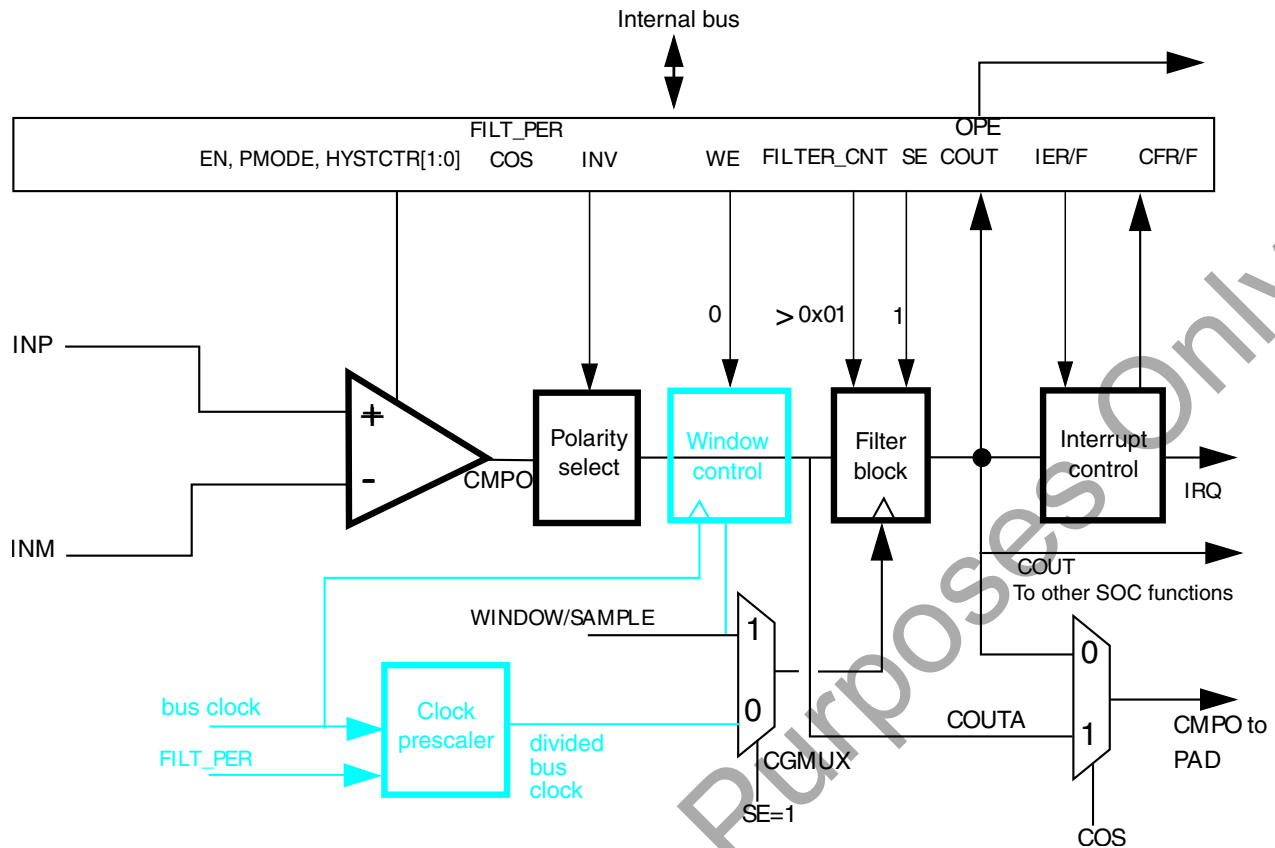 Internal bus
FILT_PER
OPE
EN, PMODE, HYSTCTR[1:0]
COS
INV
WE
FILTER_CNT
SE
COUT
IER/F
CFR/F
0
> 0x01
1
INP
+
-
INM
CMPO
Polarity
select
Window
control
Filter
block
Interrupt
control
IRQ
COUT
To other SOC functions
WINDOW/SAMPLE
1
0
bus clock
FILT_PER
Clock
prescaler
divided
bus
clock
CGMUX
SE=1
COUTA
0
1
CMPO to
PAD
COS
Purposes Only